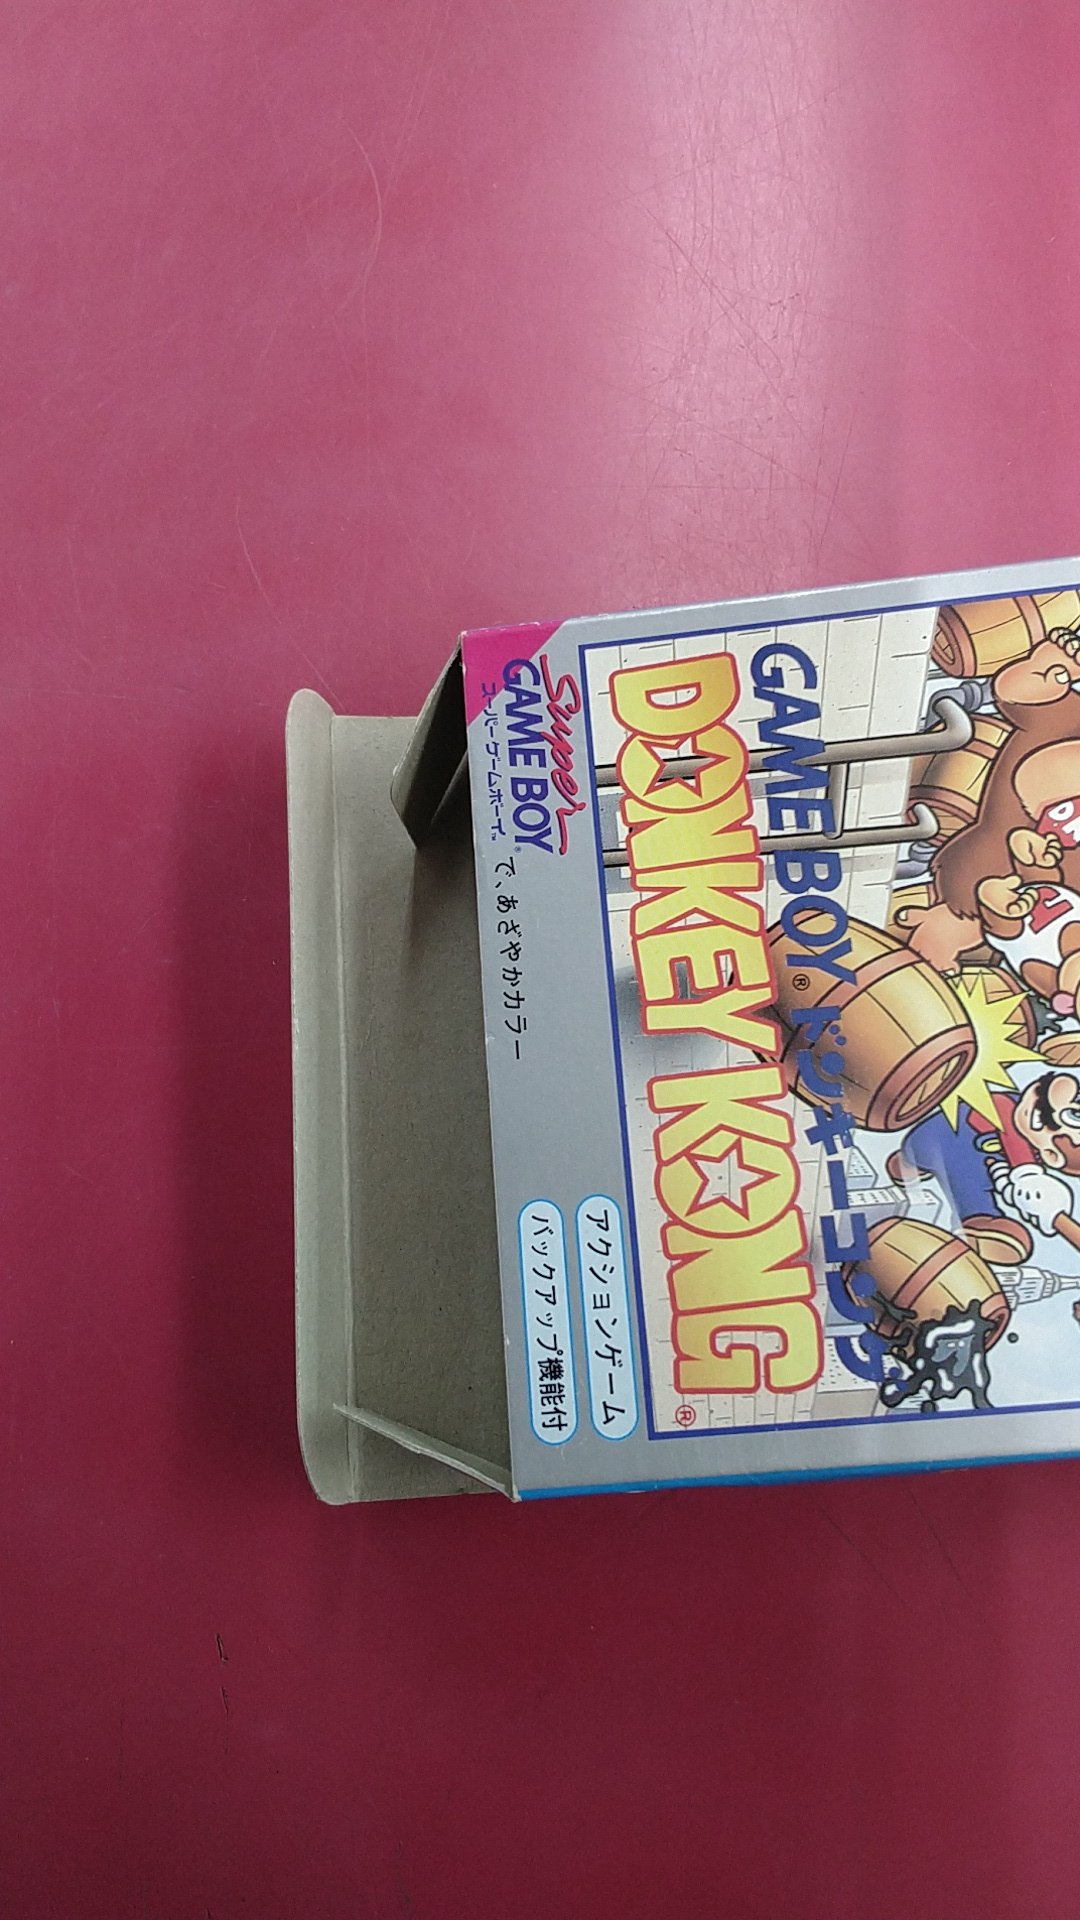 Super
GAME BOY®
スーパーゲームボーイ™ で、あざやかカラー
アクションゲーム
バックアップ機能付
DONKEY KONG®
GAME BOY® ドンキーコング